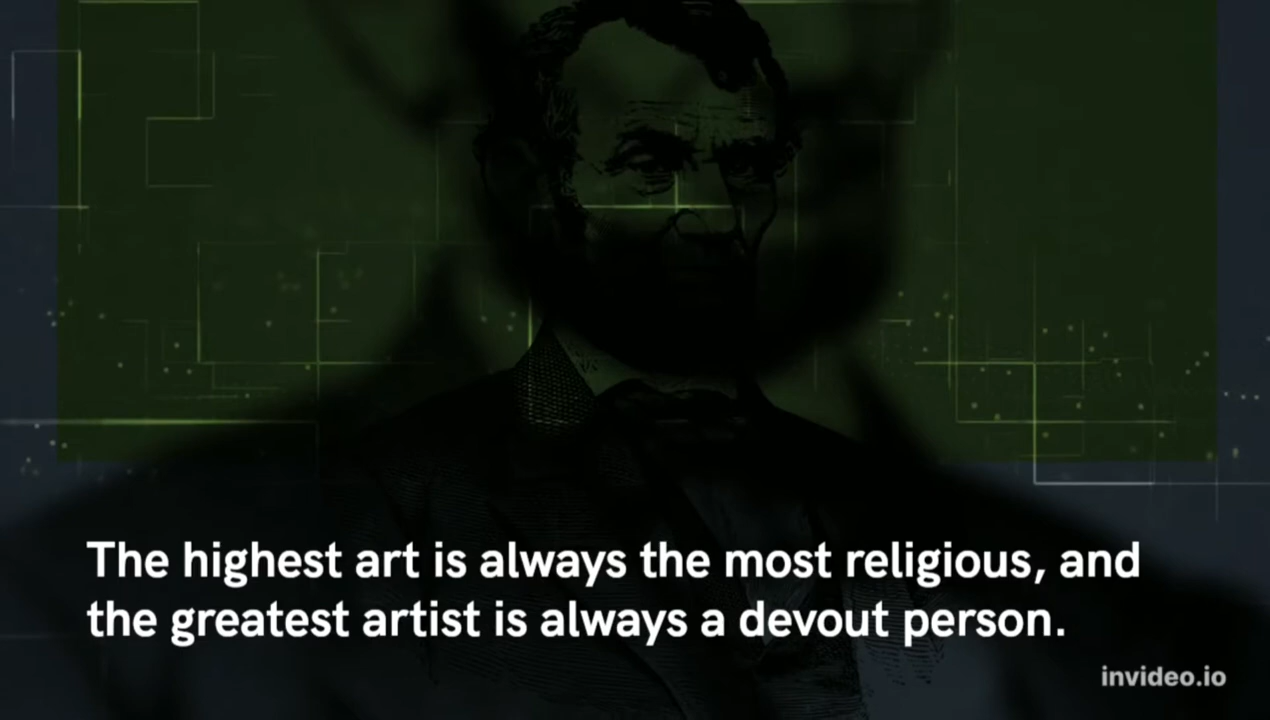 The highest art is always the most religious, and
the greatest artist is always a devout person.
invideo.io